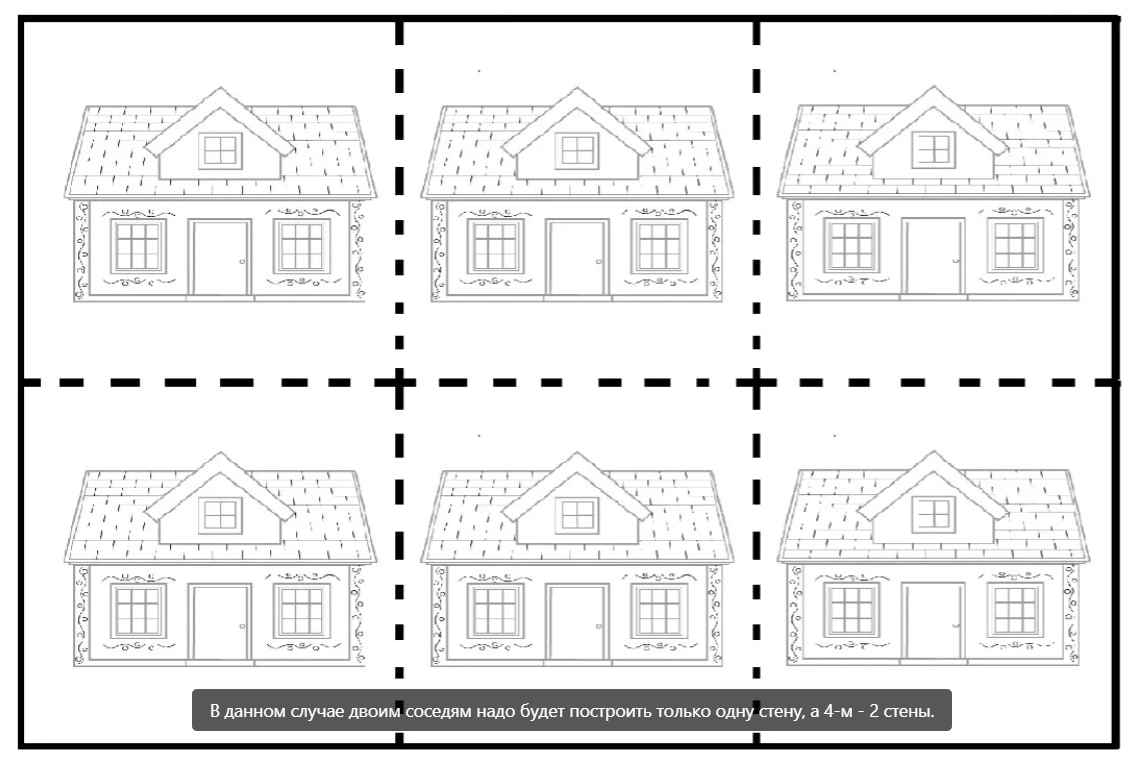 В данном случае двоим соседям надо будет построить только одну стену, а 4-м - 2 стены.